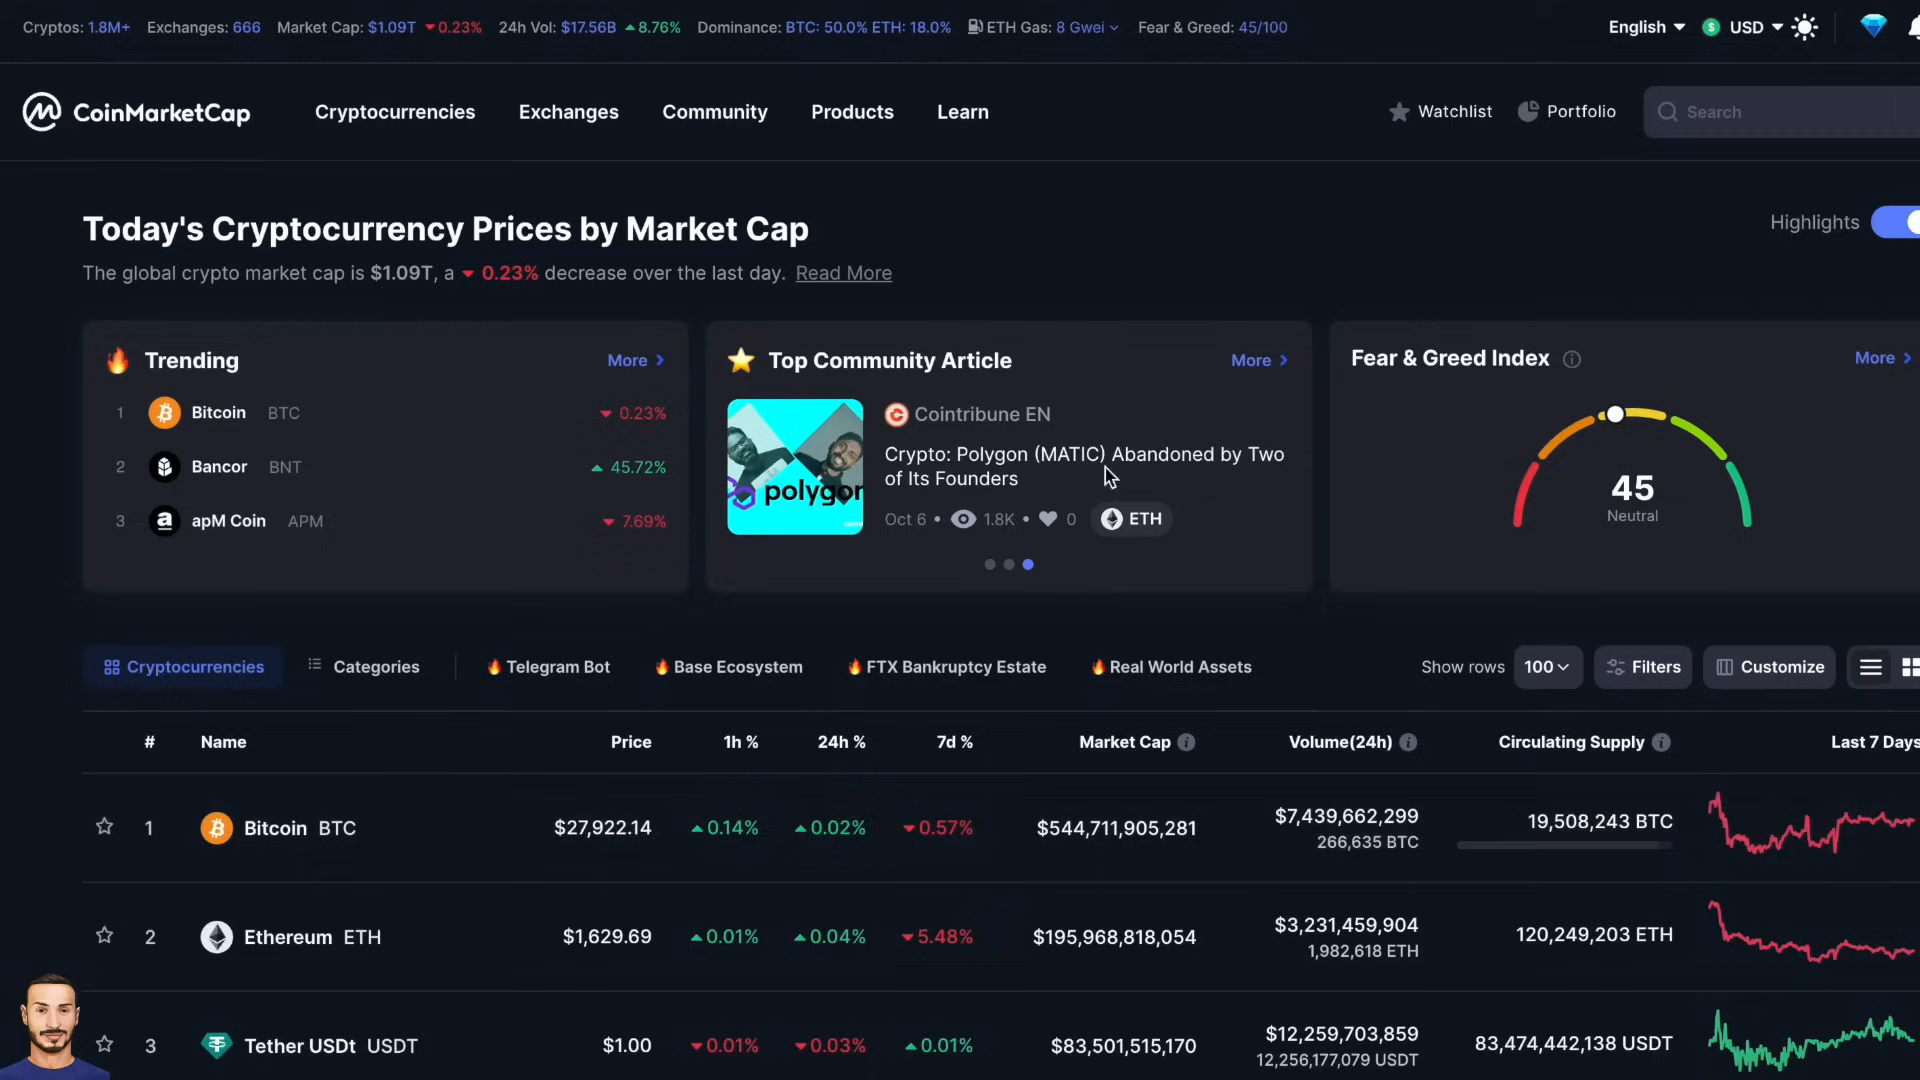 Cryptos: 1.8M+ Exchanges: 666 Market Cap: $1.09T 0.23% 24h Vol: $17.56B 8.76% Dominance: BTC: 50.0% ETH: 18.0% ETH Gas: 8 Gwei Fear & Greed: 45/100 English USD
CoinMarketCap Cryptocurrencies Exchanges Community Products Learn Watchlist Portfolio Search
Today's Cryptocurrency Prices by Market Cap
Highlights
The global crypto market cap is $1.09T, a 0.23% decrease over the last day. Read More
Trending More
1 Bitcoin BTC 0.23%
2 Bancor BNT 45.72%
3 apM Coin APM 7.69%
Top Community Article More
Cointribune EN
Crypto: Polygon (MATIC) Abandoned by Two
of Its Founders
polygon
Oct 6 • 1.8K • 0 ETH
Fear & Greed Index More
45
Neutral
Cryptocurrencies Categories Telegram Bot Base Ecosystem FTX Bankruptcy Estate Real World Assets Show rows 100 Filters Customize
# Name Price 1h % 24h % 7d % Market Cap Volume(24h) Circulating Supply Last 7 Days
1 Bitcoin BTC $27,922.14 0.14% 0.02% 0.57% $544,711,905,281 $7,439,662,299 19,508,243 BTC
266,635 BTC
2 Ethereum ETH $1,629.69 0.01% 0.04% 5.48% $195,968,818,054 $3,231,459,904 120,249,203 ETH
1,982,618 ETH
3 Tether USDt USDT $1.00 0.01% 0.03% 0.01% $83,501,515,170 $12,259,703,859 83,474,442,138 USDT
12,256,177,079 USDT